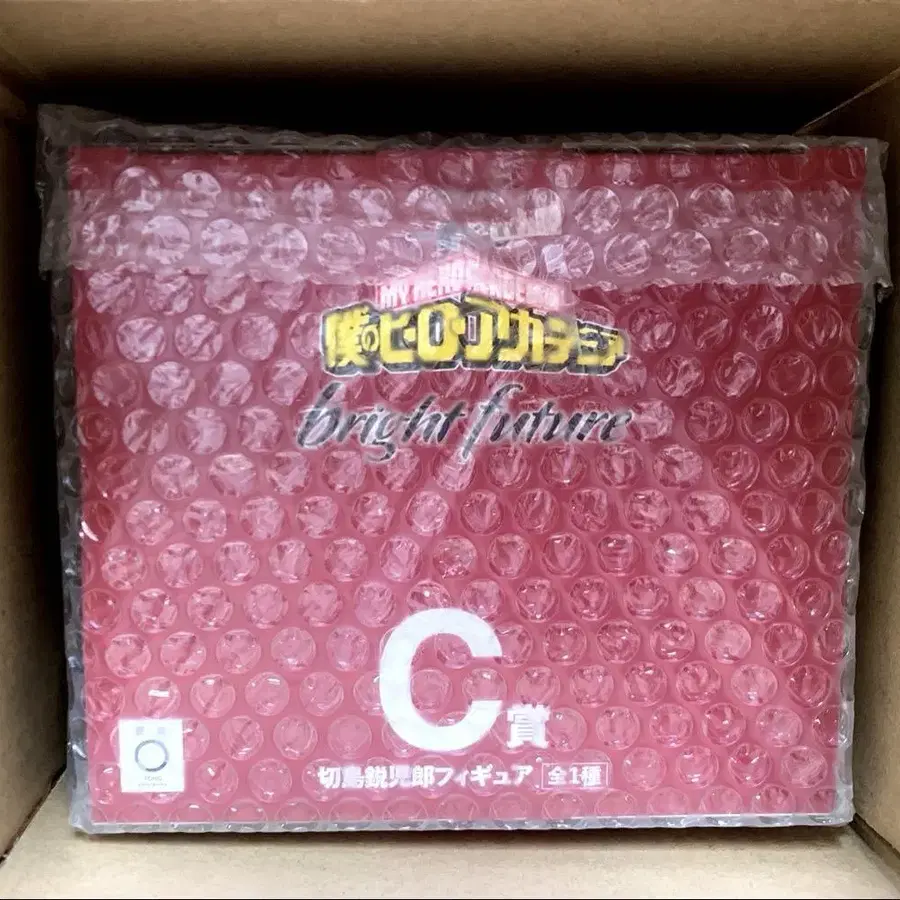 MY HERO ACADEMIA
僕のヒーローアカデミア
bright future
C賞
切島鋭児郎フィギュア 全1種